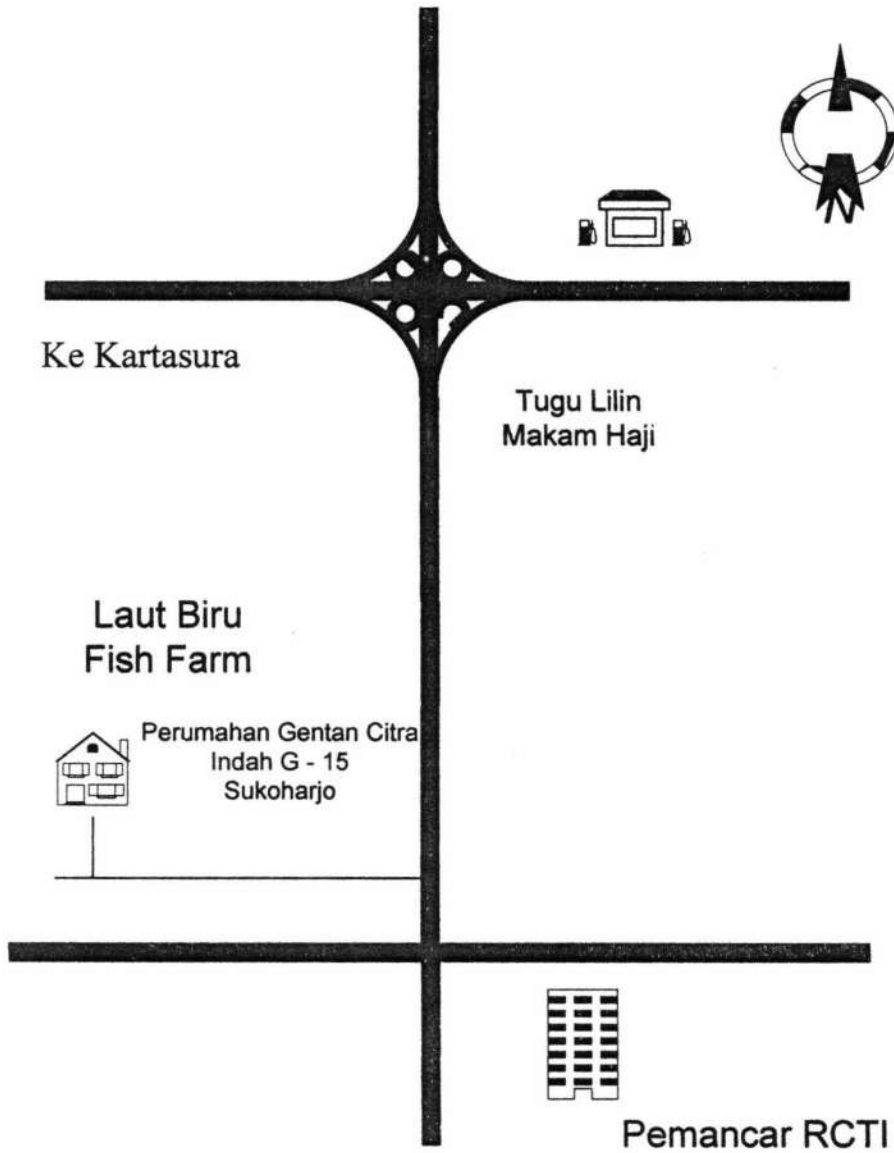 N
Ke Kartasura
Tugu Lilin
Makam Haji
Laut Biru
Fish Farm
Perumahan Gentan Citra
Indah G - 15
Sukoharjo
Pemancar RCTI